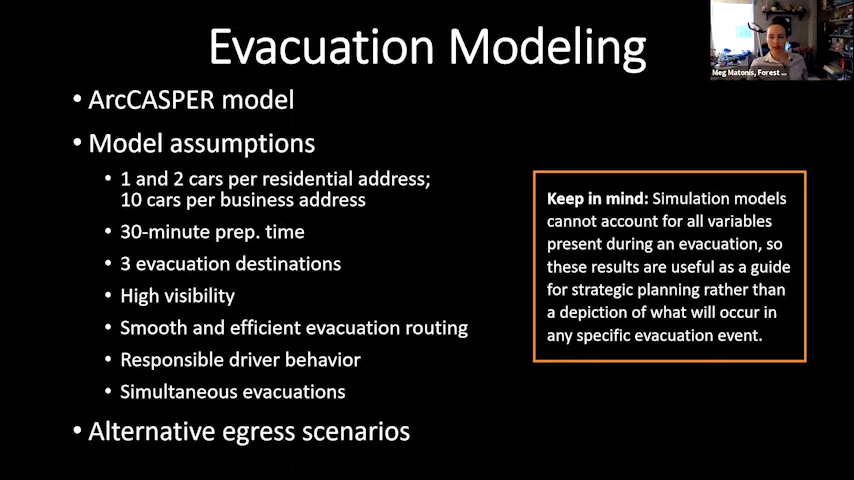 Evacuation Modeling
Meg Matonis, Forest ...
• ArcCASPER model
• Model assumptions
• 1 and 2 cars per residential address;
10 cars per business address
• 30-minute prep. time
• 3 evacuation destinations
• High visibility
• Smooth and efficient evacuation routing
• Responsible driver behavior
• Simultaneous evacuations
• Alternative egress scenarios
Keep in mind: Simulation models
cannot account for all variables
present during an evacuation, so
these results are useful as a guide
for strategic planning rather than
a depiction of what will occur in
any specific evacuation event.